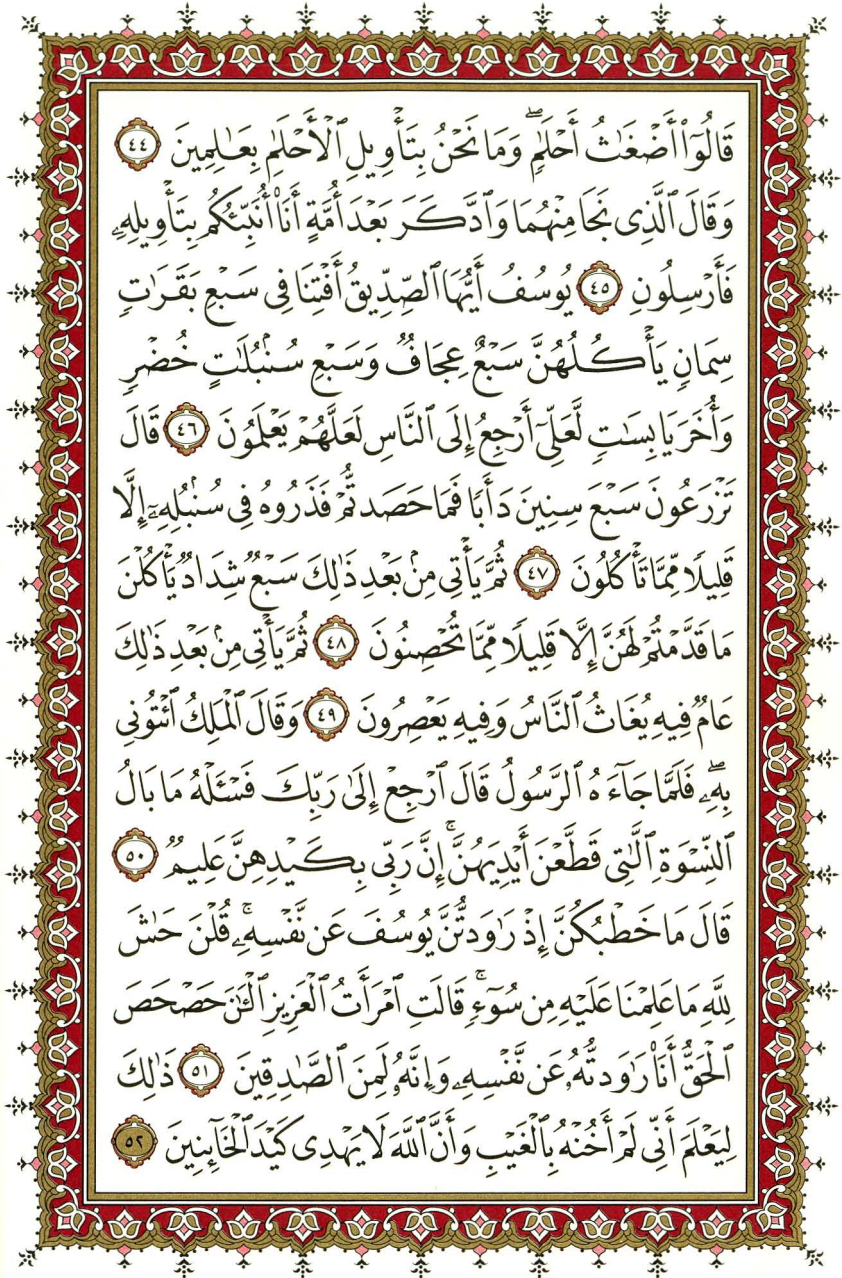 قَالُوٓا۟ أَضْغَـٰثُ أَحْلَـٰمٍۢ ۖ وَمَا نَحْنُ بِتَأْوِيلِ ٱلْأَحْلَـٰمِ بِعَـٰلِمِينَ ٤٤
وَقَالَ ٱلَّذِى نَجَا مِنْهُمَا وَٱدَّكَرَ بَعْدَ أُمَّةٍ أَنَا۠ أُنَبِّئُكُم بِتَأْوِيلِهِۦ
فَأَرْسِلُونِ ٤٥ يُوسُفُ أَيُّهَا ٱلصِّدِّيقُ أَفْتِنَا فِى سَبْعِ بَقَرَٰتٍۢ
سِمَانٍۢ يَأْكُلُهُنَّ سَبْعٌ عِجَافٌۭ وَسَبْعِ سُنۢبُلَـٰتٍ خُضْرٍۢ
وَأُخَرَ يَابِسَـٰتٍۢ لَّعَلِّىٓ أَرْجِعُ إِلَى ٱلنَّاسِ لَعَلَّهُمْ يَعْلَمُونَ ٤٦ قَالَ
تَزْرَعُونَ سَبْعَ سِنِينَ دَأَبًۭا فَمَا حَصَدتُّمْ فَذَرُوهُ فِى سُنۢبُلِهِۦٓ إِلَّا
قَلِيلًۭا مِّمَّا تَأْكُلُونَ ٤٧ ثُمَّ يَأْتِى مِنۢ بَعْدِ ذَٰلِكَ سَبْعٌۭ شِدَادٌۭ يَأْكُلْنَ
مَا قَدَّمْتُمْ لَهُنَّ إِلَّا قَلِيلًۭا مِّمَّا تُحْصِنُونَ ٤٨ ثُمَّ يَأْتِى مِنۢ بَعْدِ ذَٰلِكَ
عَامٌۭ فِيهِ يُغَاثُ ٱلنَّاسُ وَفِيهِ يَعْصِرُونَ ٤٩ وَقَالَ ٱلْمَلِكُ ٱئْتُونِى
بِهِۦ ۖ فَلَمَّا جَآءَهُ ٱلرَّسُولُ قَالَ ٱرْجِعْ إِلَىٰ رَبِّكَ فَسْـَٔلْهُ مَا بَالُ
ٱلنِّسْوَةِ ٱلَّـٰتِى قَطَّعْنَ أَيْدِيَهُنَّ ۚ إِنَّ رَبِّى بِكَيْدِهِنَّ عَلِيمٌۭ ٥٠
قَالَ مَا خَطْبُكُنَّ إِذْ رَٰوَدتُّنَّ يُوسُفَ عَن نَّفْسِهِۦ ۚ قُلْنَ حَـٰشَ
لِلَّهِ مَا عَلِمْنَا عَلَيْهِ مِن سُوٓءٍۢ ۚ قَالَتِ ٱمْرَأَتُ ٱلْعَزِيزِ ٱلْـَٔـٰنَ حَصْحَصَ
ٱلْحَقُّ أَنَا۠ رَٰوَدتُّهُۥ عَن نَّفْسِهِۦ وَإِنَّهُۥ لَمِنَ ٱلصَّـٰدِقِينَ ٥١ ذَٰلِكَ
لِيَعْلَمَ أَنِّى لَمْ أَخُنْهُ بِٱلْغَيْبِ وَأَنَّ ٱللَّهَ لَا يَهْدِى كَيْدَ ٱلْخَآئِنِينَ ٥٢